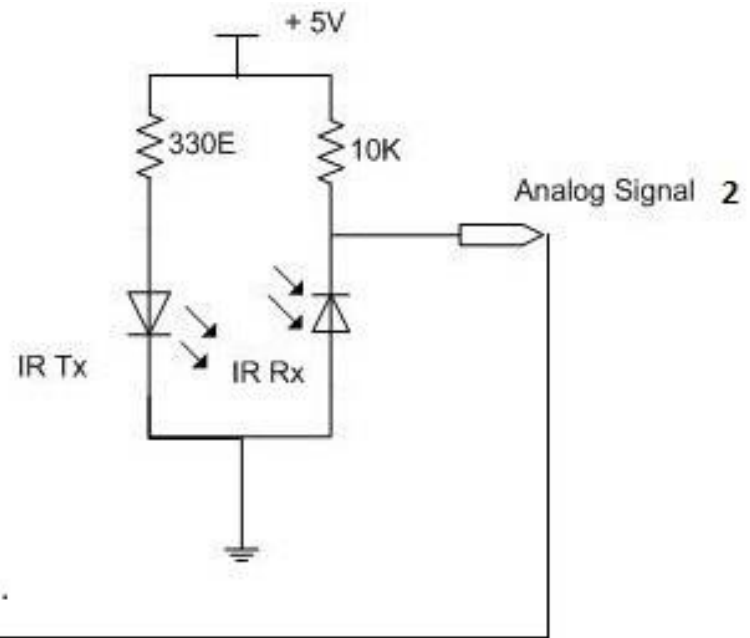 + 5V
330E
10K
Analog Signal 2
IR Tx
IR Rx
.